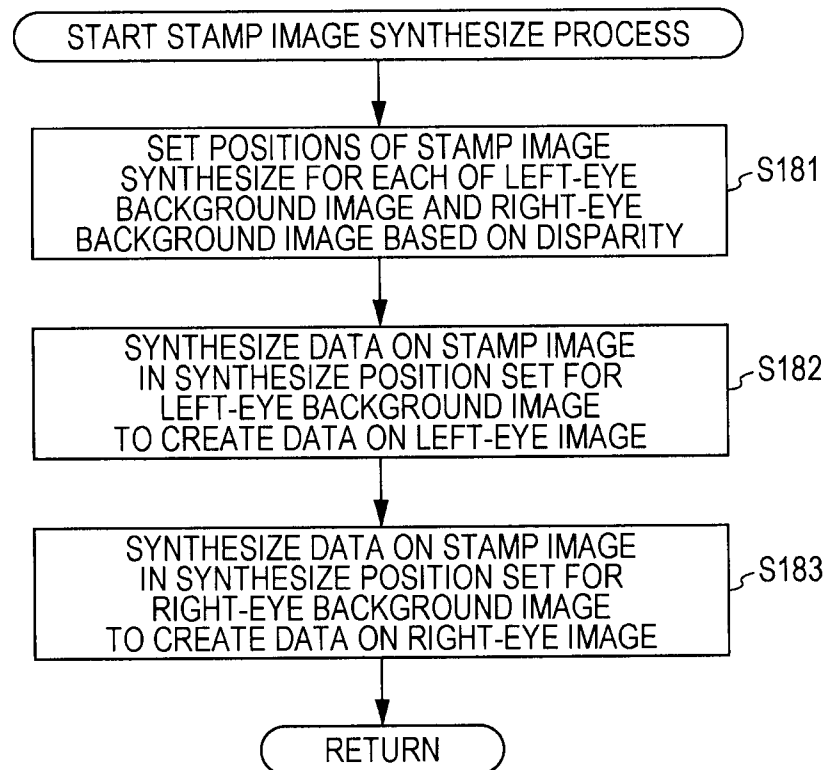 START STAMP IMAGE SYNTHESIZE PROCESS
SET POSITIONS OF STAMP IMAGE
SYNTHESIZE FOR EACH OF LEFT-EYE
BACKGROUND IMAGE AND RIGHT-EYE
BACKGROUND IMAGE BASED ON DISPARITY
S181
SYNTHESIZE DATA ON STAMP IMAGE
IN SYNTHESIZE POSITION SET FOR
LEFT-EYE BACKGROUND IMAGE
TO CREATE DATA ON LEFT-EYE IMAGE
S182
SYNTHESIZE DATA ON STAMP IMAGE
IN SYNTHESIZE POSITION SET FOR
RIGHT-EYE BACKGROUND IMAGE
TO CREATE DATA ON RIGHT-EYE IMAGE
S183
RETURN